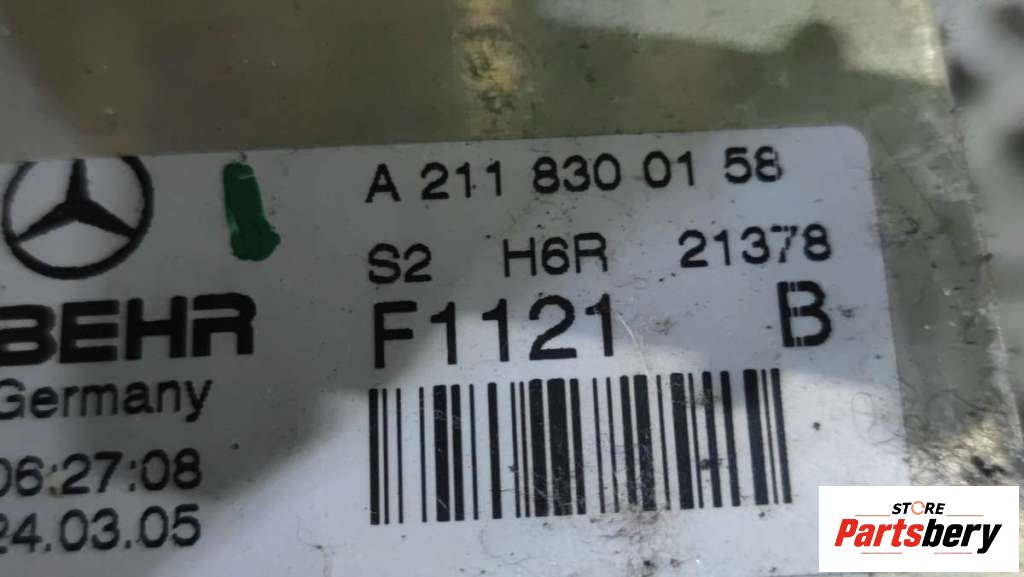 A 211 830 01 58
S2 H6R 21378
F1121 B
BEHR
Germany
06:27:08
24.03.05
STORE
Partsbery